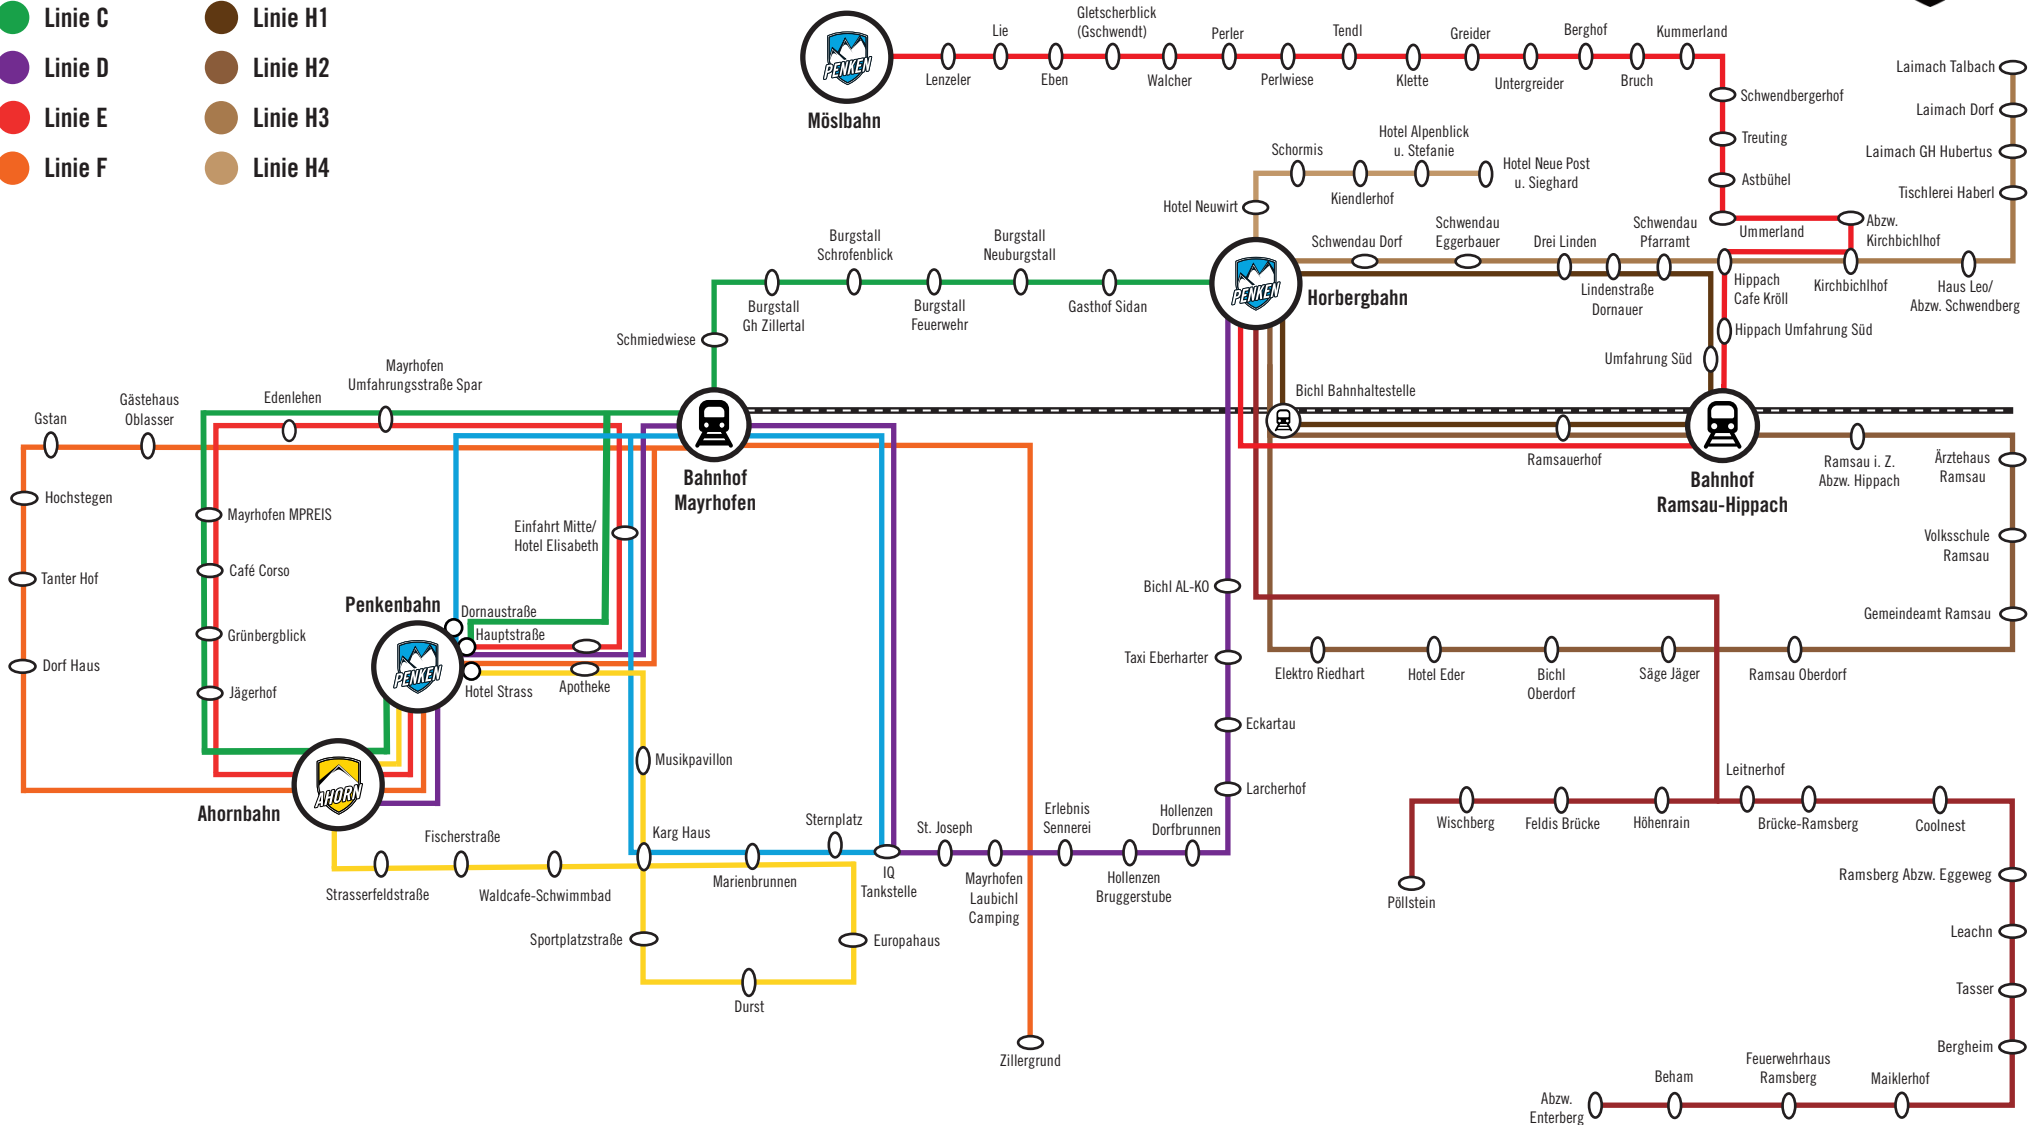 Linie C
Linie H1
Linie D
Linie H2
Linie E
Linie H3
Linie F
Linie H4
PENKEN
Möslbahn
Lenzeler
Lie
Eben
Gletscherblick
(Gschwendt)
Walcher
Perler
Perlwiese
Tendl
Klette
Greider
Untergreider
Berghof
Bruch
Kummerland
Schwendbergerhof
Treuting
Astbühel
Ummerland
Abzw.
Kirchbichlhof
Laimach Talbach
Laimach Dorf
Laimach GH Hubertus
Tischlerei Haberl
Schormis
Kiendlerhof
Hotel Alpenblick
u. Stefanie
Hotel Neue Post
u. Sieghard
Hotel Neuwirt
Schwendau Dorf
Schwendau
Eggerbauer
Drei Linden
Lindenstraße
Dornauer
Schwendau
Pfarramt
Hippach
Cafe Kröll
Kirchbichlhof
Haus Leo/
Abzw. Schwendberg
PENKEN
Horbergbahn
Hippach Umfahrung Süd
Umfahrung Süd
Burgstall
Gh Zillertal
Burgstall
Schrofenblick
Burgstall
Feuerwehr
Burgstall
Neuburgstall
Gasthof Sidan
Schmiedwiese
Mayrhofen
Umfahrungsstraße Spar
Edenlehen
Gästehaus
Oblasser
Gstan
Bichl Bahnhaltestelle
Ramsauerhof
Bahnhof
Mayrhofen
Bahnhof
Ramsau-Hippach
Ramsau i. Z.
Abzw. Hippach
Ärztehaus
Ramsau
Volksschule
Ramsau
Gemeindeamt Ramsau
Hochstegen
Tanter Hof
Dorf Haus
Mayrhofen MPREIS
Café Corso
Grünbergblick
Jägerhof
Einfahrt Mitte/
Hotel Elisabeth
Penkenbahn
PENKEN
Dornaustraße
Hauptstraße
Hotel Strass
Apotheke
Ahornbahn
AHORN
Bichl AL-KO
Taxi Eberharter
Eckartau
Larcherhof
Elektro Riedhart
Hotel Eder
Bichl
Oberdorf
Säge Jäger
Ramsau Oberdorf
Musikpavillon
Karg Haus
Marienbrunnen
Sternplatz
IQ
Tankstelle
St. Joseph
Mayrhofen
Laubichl
Camping
Erlebnis
Sennerei
Hollenzen
Bruggerstube
Hollenzen
Dorfbrunnen
Strasserfeldstraße
Fischerstraße
Waldcafe-Schwimmbad
Sportplatzstraße
Durst
Europahaus
Zillergrund
Leitnerhof
Wischberg
Feldis Brücke
Höhenrain
Brücke-Ramsberg
Coolnest
Pöllstein
Ramsberg Abzw. Eggeweg
Leachn
Tasser
Bergheim
Maiklerhof
Feuerwehrhaus
Ramsberg
Beham
Abzw.
Enterberg